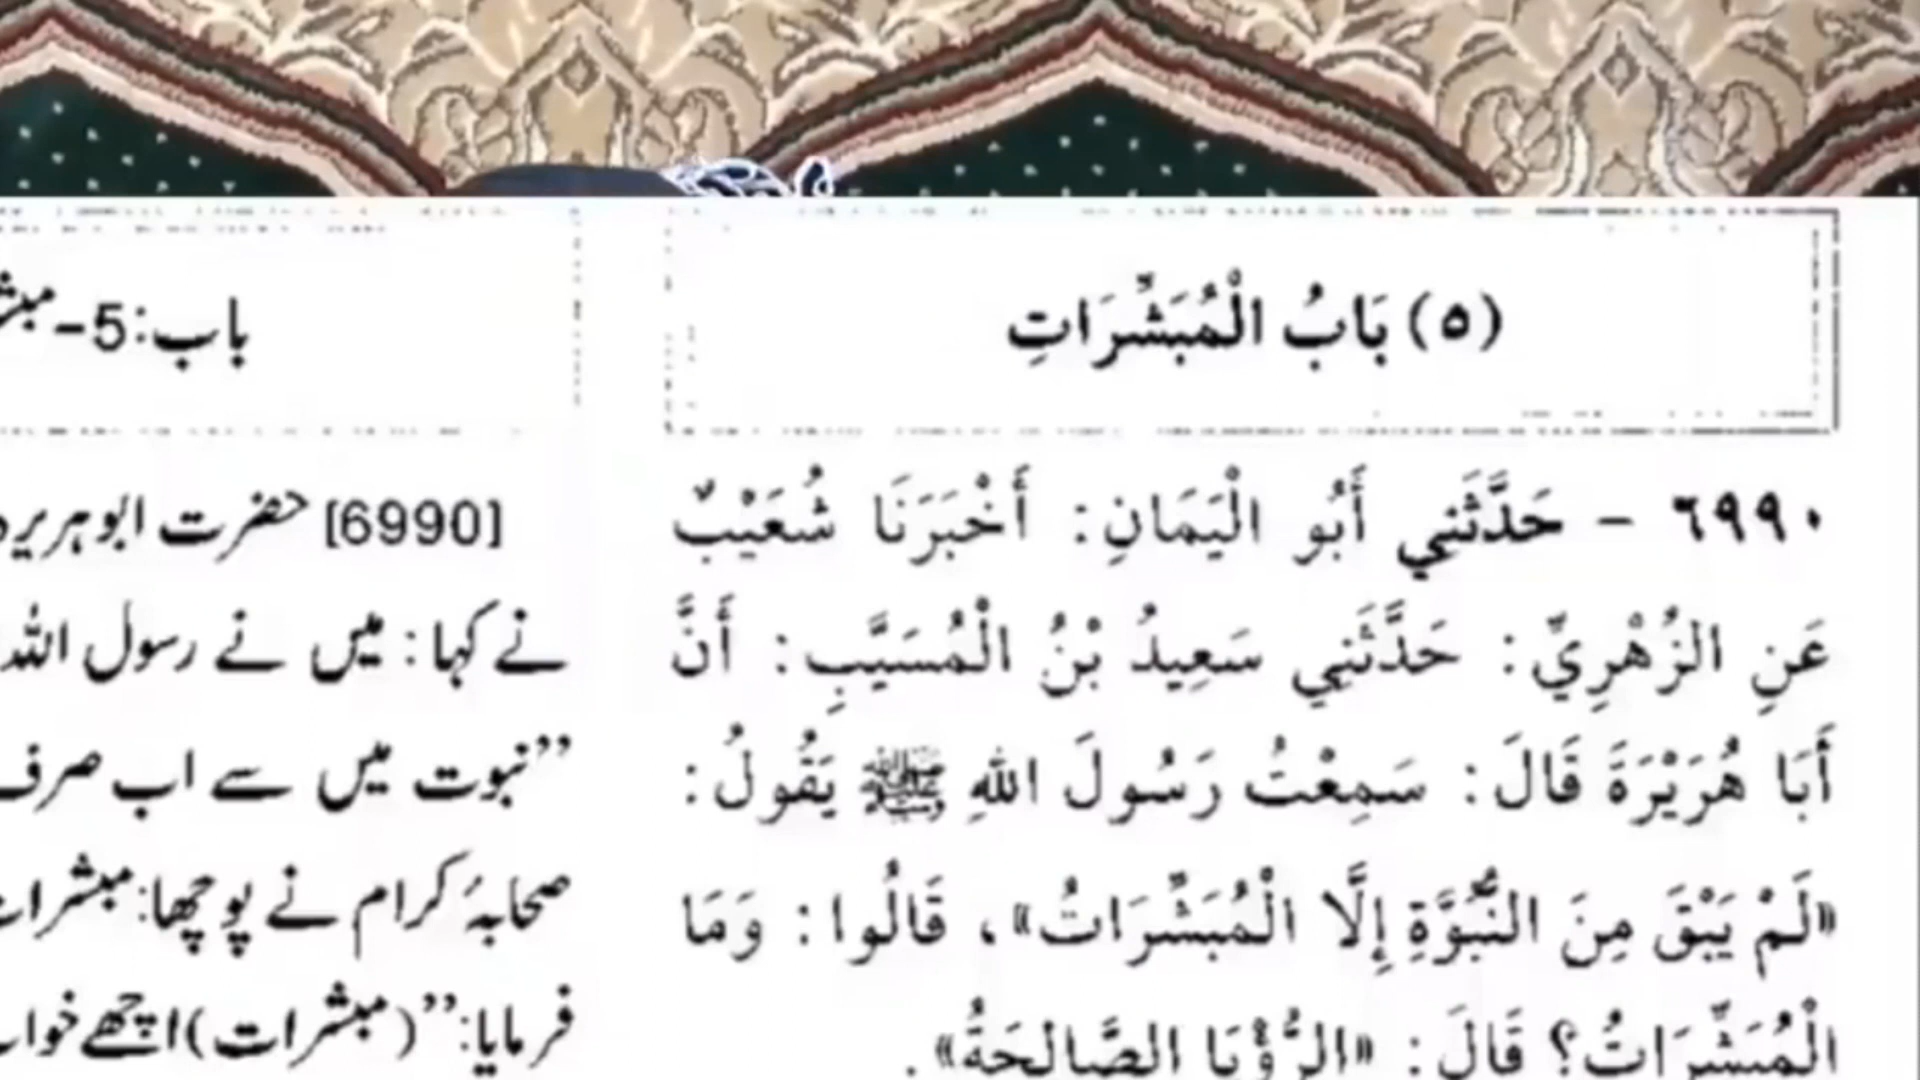 (٥) بَابُ الْمُبَشِّرَاتِ
٦٩٩٠ - حَدَّثَنِي أَبُو الْيَمَانِ: أَخْبَرَنَا شُعَيْبٌ
عَنِ الزُّهْرِيِّ: حَدَّثَنِي سَعِيدُ بْنُ الْمُسَيَّبِ: أَنَّ
أَبَا هُرَيْرَةَ قَالَ: سَمِعْتُ رَسُولَ اللهِ ﷺ يَقُولُ:
«لَمْ يَبْقَ مِنَ النُّبُوَّةِ إِلَّا الْمُبَشِّرَاتُ»، قَالُوا: وَمَا
الْمُبَشِّرَاتُ؟ قَالَ: «الرُّؤْيَا الصَّالِحَةُ».
باب:5-
[6990] حضرت ابوہریرہ
نے کہا: میں نے رسول اللہ
’’نبوت میں سے اب صرف
صحابۂ کرام نے پوچھا: مبشرات
فرمایا:’’(مبشرات) اچھے خواب